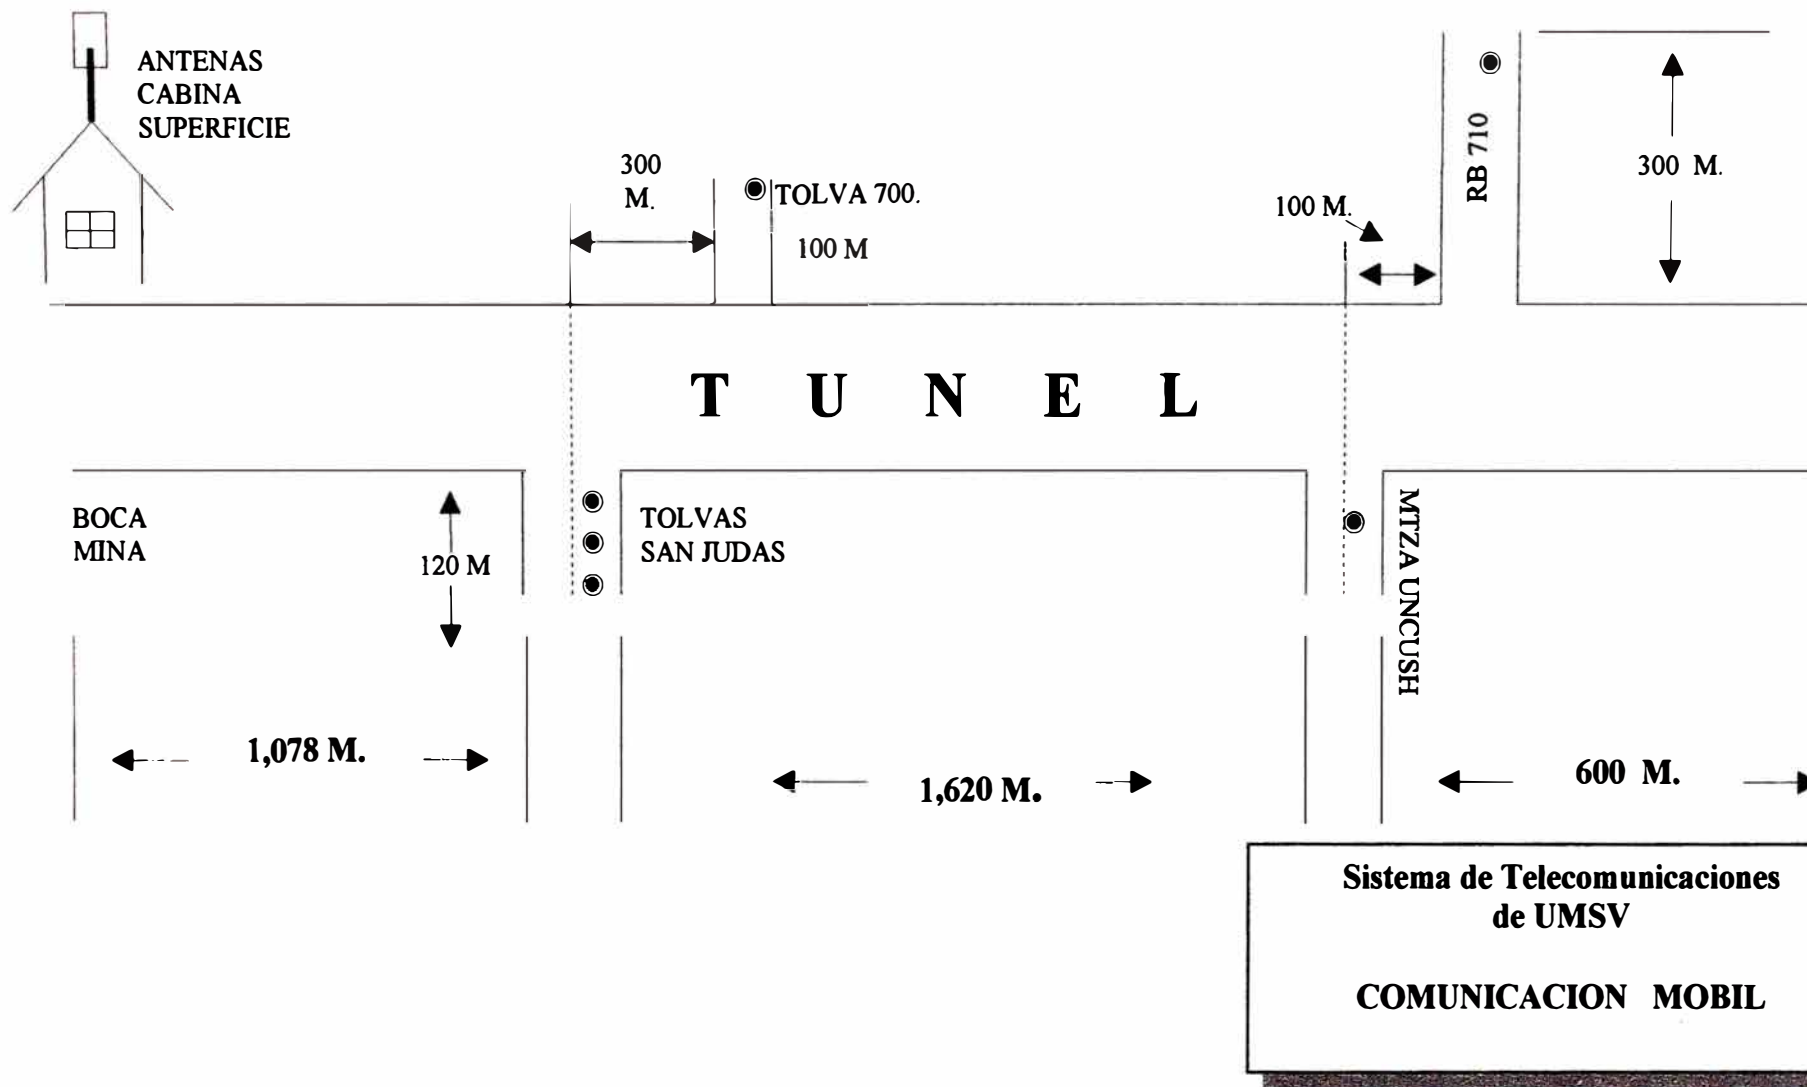 ANTENAS
CABINA
SUPERFICIE
300
M.
TOLVA 700.
100 M
100 M.
RB 710
300 M.
T U N E L
BOCA
MINA
120 M
TOLVAS
SAN JUDAS
MTZA UNCUSH
1,078 M.
1,620 M.
600 M.
Sistema de Telecomunicaciones
de UMSV
COMUNICACION MOBIL